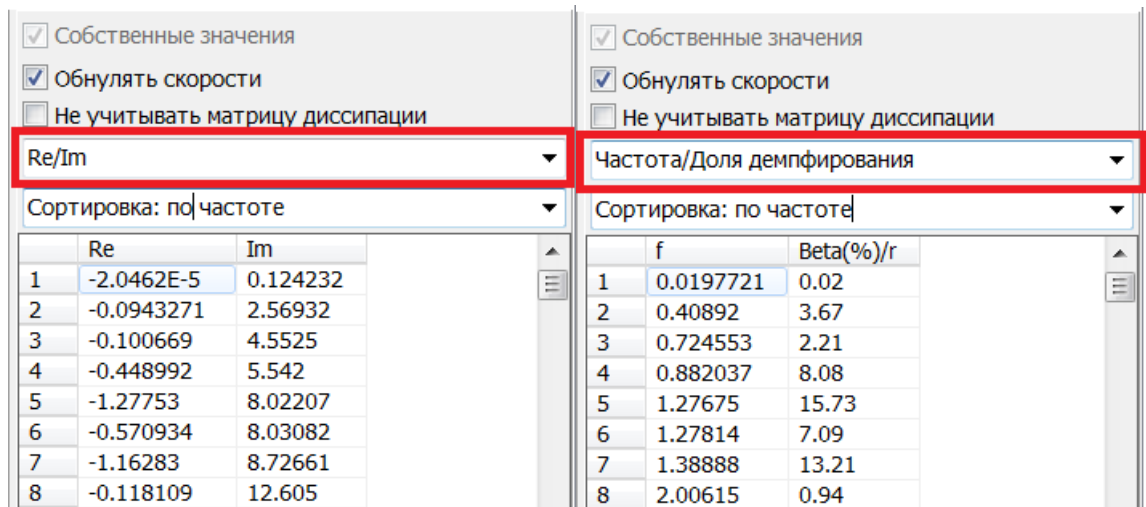 Собственные значения
Обнулять скорости
Не учитывать матрицу диссипации
Re/Im
Сортировка: по частоте
Re Im
1 -2.0462E-5 0.124232
2 -0.0943271 2.56932
3 -0.100669 4.5525
4 -0.448992 5.542
5 -1.27753 8.02207
6 -0.570934 8.03082
7 -1.16283 8.72661
8 -0.118109 12.605
Собственные значения
Обнулять скорости
Не учитывать матрицу диссипации
Частота/Доля демпфирования
Сортировка: по частоте
f Beta(%)/r
1 0.0197721 0.02
2 0.40892 3.67
3 0.724553 2.21
4 0.882037 8.08
5 1.27675 15.73
6 1.27814 7.09
7 1.38888 13.21
8 2.00615 0.94